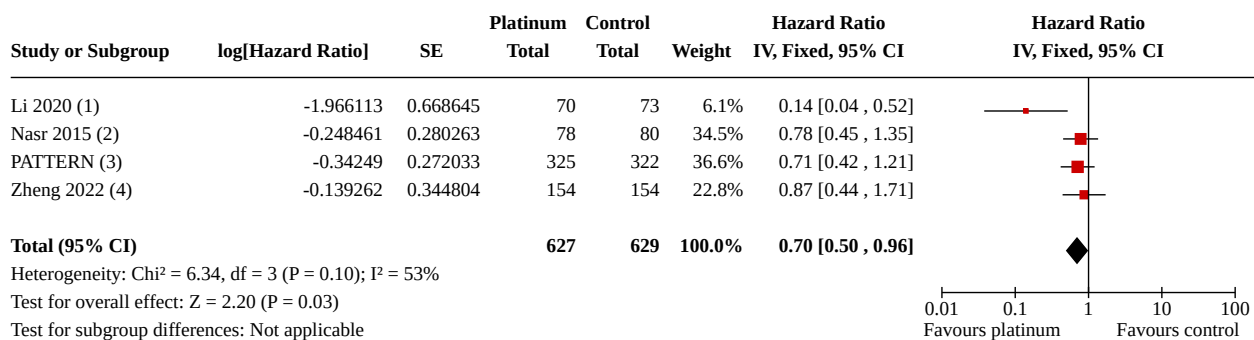 Platinum Control Hazard Ratio Hazard Ratio
Study or Subgroup log[Hazard Ratio] SE Total Total Weight IV, Fixed, 95% CI IV, Fixed, 95% CI
Li 2020 (1) -1.966113 0.668645 70 73 6.1% 0.14 [0.04 , 0.52]
Nasr 2015 (2) -0.248461 0.280263 78 80 34.5% 0.78 [0.45 , 1.35]
PATTERN (3) -0.34249 0.272033 325 322 36.6% 0.71 [0.42 , 1.21]
Zheng 2022 (4) -0.139262 0.344804 154 154 22.8% 0.87 [0.44 , 1.71]
Total (95% CI) 627 629 100.0% 0.70 [0.50 , 0.96]
Heterogeneity: Chi² = 6.34, df = 3 (P = 0.10); I² = 53%
Test for overall effect: Z = 2.20 (P = 0.03)
0.01 0.1 1 10 100
Test for subgroup differences: Not applicable Favours platinum Favours control